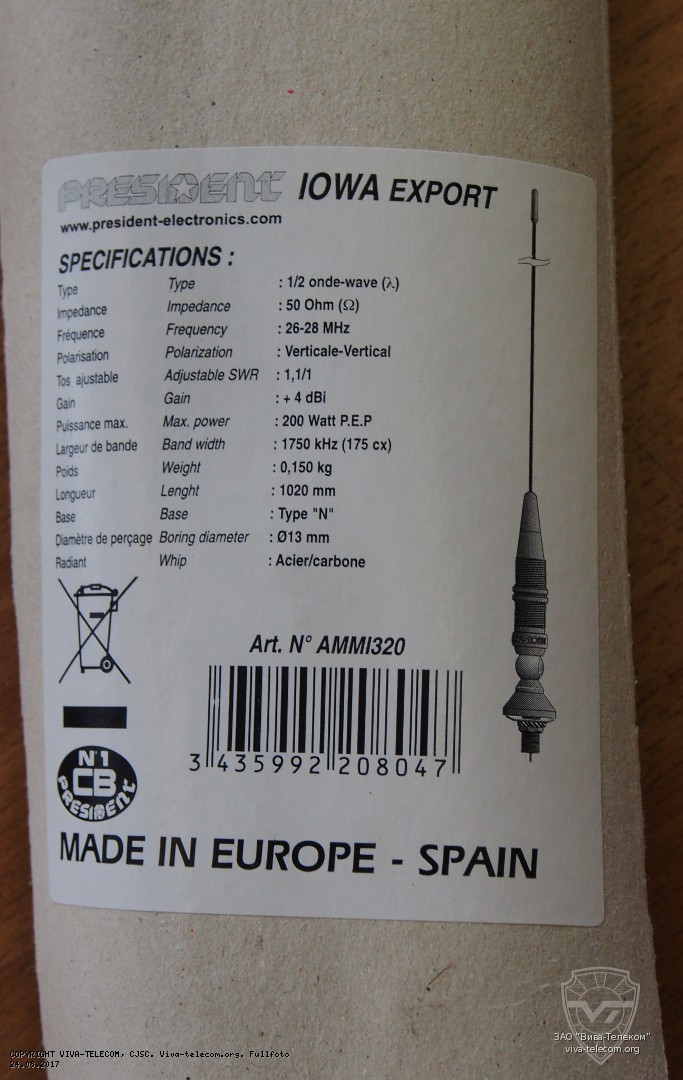 PRESIDENT IOWA EXPORT
www.president-electronics.com
SPECIFICATIONS :
Type Type : 1/2 onde-wave (λ)
Impedance Impedance : 50 Ohm (Ω)
Fréquence Frequency : 26-28 MHz
Polarisation Polarization : Verticale-Vertical
Tos ajustable Adjustable SWR : 1,1/1
Gain Gain : + 4 dBi
Puissance max. Max. power : 200 Watt P.E.P
Largeur de bande Band width : 1750 kHz (175 cx)
Poids Weight : 0,150 kg
Longueur Lenght : 1020 mm
Base Base : Type "N"
Diamètre de perçage Boring diameter : Ø13 mm
Radiant Whip : Acier/carbone
Art. N° AMMI320
3 435992 208047
N°1
CB
PRESIDENT
MADE IN EUROPE - SPAIN
ЗАО "Вива-Телеком"
viva-telecom.org
COPYRIGHT VIVA-TELECOM, CJSC. Viva-telecom.org. Fullfoto
24.08.2017